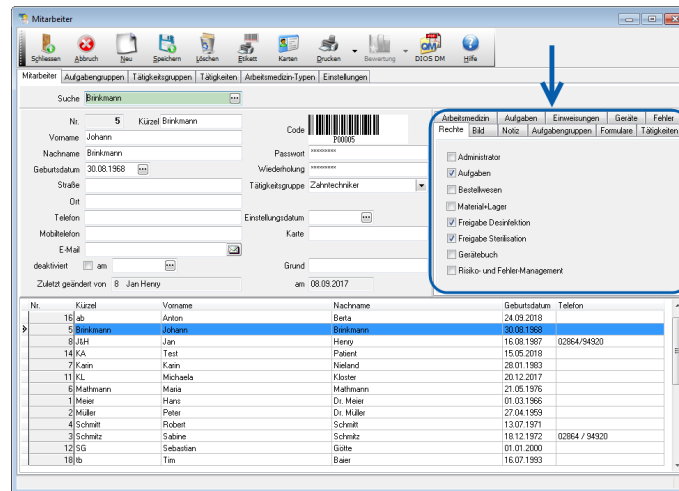 Mitarbeiter
Schliessen Abbruch Neu Speichern Löschen Etikett Karten Drucken Bewertung DIOS DM Hilfe
Mitarbeiter Aufgabengruppen Tätigkeitsgruppen Tätigkeiten Arbeitsmedizin-Typen Einstellungen
Suche Brinkmann
Nr. 5 Kürzel Brinkmann
Vorname Johann
Nachname Brinkmann
Geburtsdatum 30.08.1968
Straße
Ort
Telefon
Mobiltelefon
E-Mail
deaktiviert am
Zuletzt geändert von 8 Jan Henry
Code P00005
Passwort ********
Wiederholung ********
Tätigkeitsgruppe Zahntechniker
Einstellungsdatum
Karte
Grund
am 08.09.2017
Arbeitsmedizin Aufgaben Einweisungen Geräte Fehler
Rechte Bild Notiz Aufgabengruppen Formulare Tätigkeiten
Administrator
Aufgaben
Bestellwesen
Material+Lager
Freigabe Desinfektion
Freigabe Sterilisation
Gerätebuch
Risiko- und Fehler-Management
Nr. Kürzel Vorname Nachname Geburtsdatum Telefon
16 ab Anton Berta 24.09.2018
5 Brinkmann Johann Brinkmann 30.08.1968
8 J&H Jan Henry 16.08.1987 02864/94920
14 KA Test Patient 15.05.2018
7 Karin Karin Nieland 28.01.1983
11 KL Michaela Kloster 20.12.2017
6 Mathmann Maria Mathmann 21.05.1976
1 Meier Hans Dr. Meier 01.03.1966
2 Müller Peter Dr. Müller 27.04.1959
4 Schmitt Robert Schmitt 13.07.1971
3 Schmitz Sabine Schmitz 18.12.1972 02864 / 94920
12 SG Sebastian Götte 01.01.2000
18 tb Tim Baier 16.07.1993